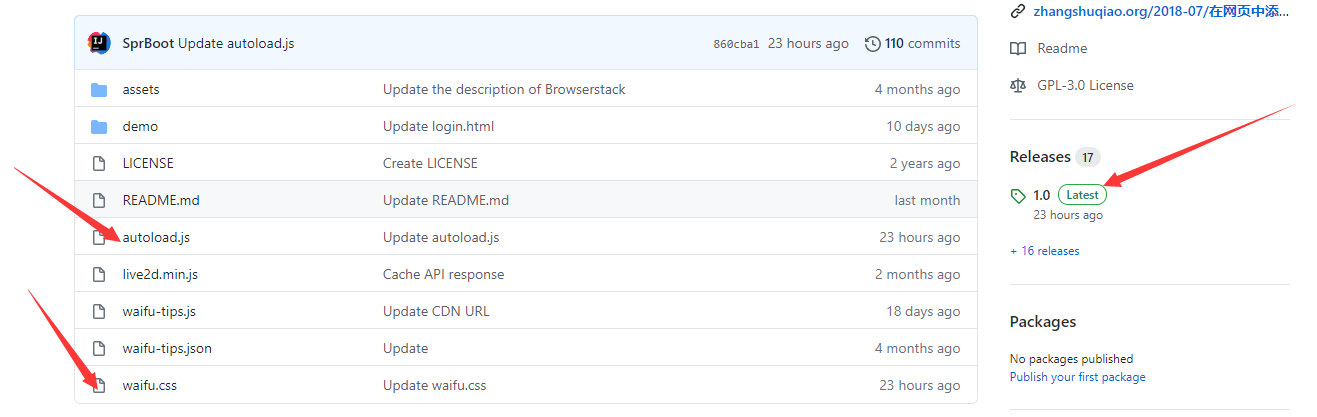 SprBoot Update autoload.js 860cba1 23 hours ago 110 commits
assets Update the description of Browserstack 4 months ago
demo Update login.html 10 days ago
LICENSE Create LICENSE 2 years ago
README.md Update README.md last month
autoload.js Update autoload.js 23 hours ago
live2d.min.js Cache API response 2 months ago
waifu-tips.js Update CDN URL 18 days ago
waifu-tips.json Update 4 months ago
waifu.css Update waifu.css 23 hours ago
zhangshuqiao.org/2018-07/在网页中添...
Readme
GPL-3.0 License
Releases 17
1.0 Latest
23 hours ago
+ 16 releases
Packages
No packages published
Publish your first package